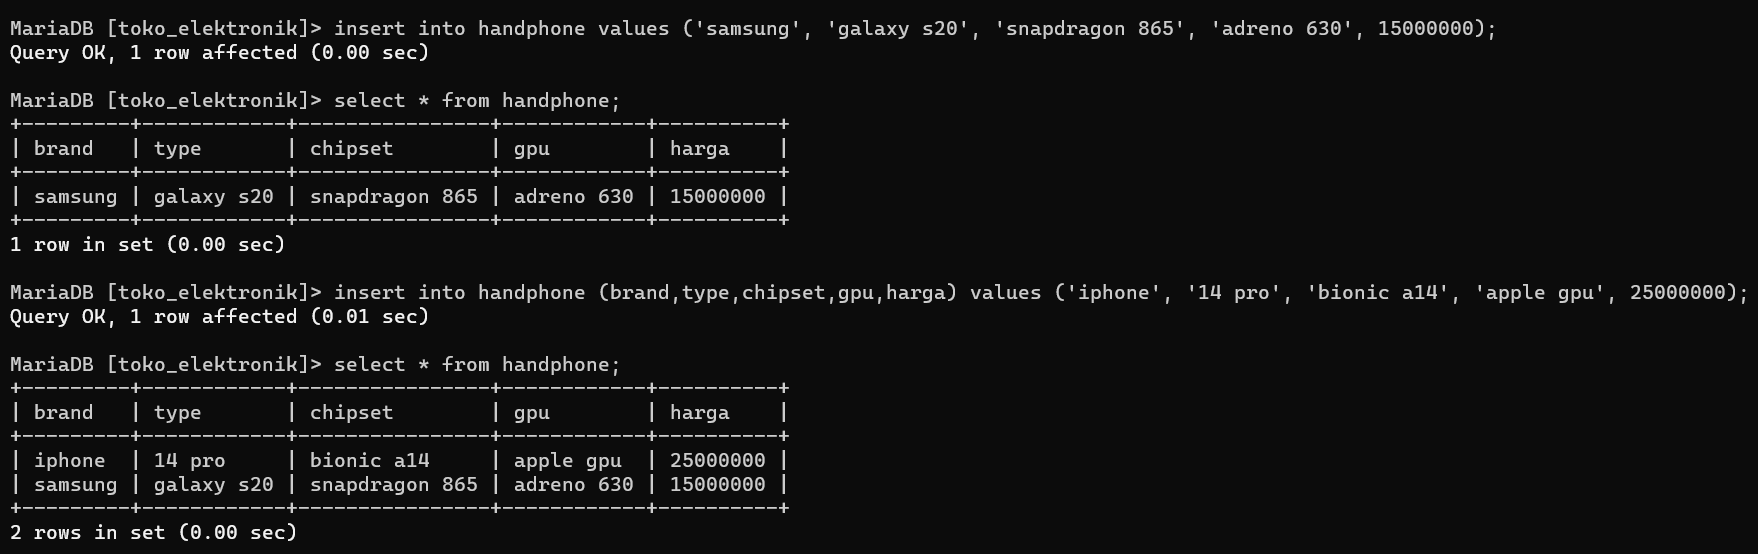 MariaDB [toko_elektronik]> insert into handphone values ('samsung', 'galaxy s20', 'snapdragon 865', 'adreno 630', 15000000);
Query OK, 1 row affected (0.00 sec)
MariaDB [toko_elektronik]> select * from handphone;
+---------+------------+----------------+------------+----------+
| brand   | type       | chipset        | gpu        | harga    |
+---------+------------+----------------+------------+----------+
| samsung | galaxy s20 | snapdragon 865 | adreno 630 | 15000000 |
+---------+------------+----------------+------------+----------+
1 row in set (0.00 sec)
MariaDB [toko_elektronik]> insert into handphone (brand,type,chipset,gpu,harga) values ('iphone', '14 pro', 'bionic a14', 'apple gpu', 25000000);
Query OK, 1 row affected (0.01 sec)
MariaDB [toko_elektronik]> select * from handphone;
+---------+------------+----------------+------------+----------+
| brand   | type       | chipset        | gpu        | harga    |
+---------+------------+----------------+------------+----------+
| iphone  | 14 pro     | bionic a14     | apple gpu  | 25000000 |
| samsung | galaxy s20 | snapdragon 865 | adreno 630 | 15000000 |
+---------+------------+----------------+------------+----------+
2 rows in set (0.00 sec)